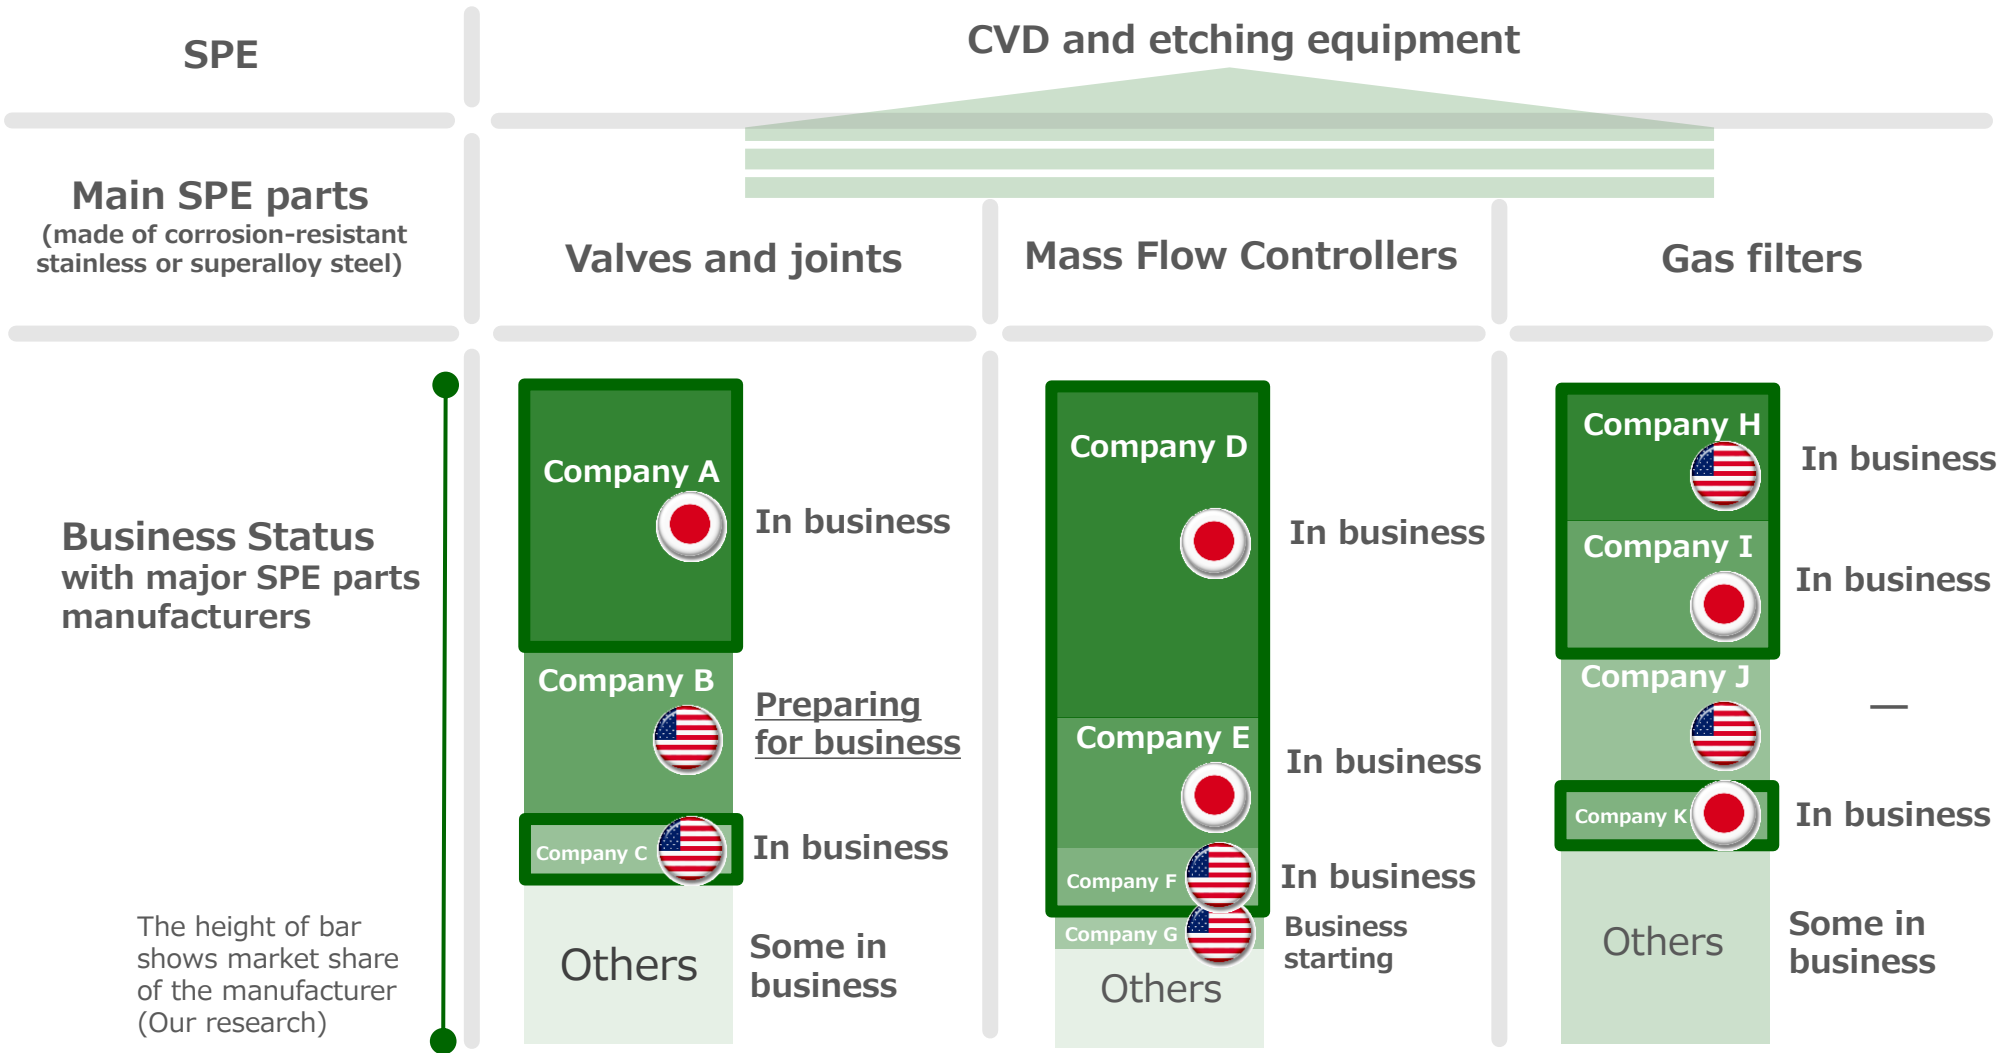 SPE
CVD and etching equipment
Main SPE parts
(made of corrosion-resistant
stainless or superalloy steel)
Valves and joints
Mass Flow Controllers
Gas filters
Business Status
with major SPE parts
manufacturers
The height of bar
shows market share
of the manufacturer
(Our research)
Company A
In business
Company B
Preparing
for business
Company C
In business
Others
Some in
business
Company D
In business
Company E
In business
Company F
In business
Company G
Business
starting
Others
Company H
In business
Company I
In business
Company J
—
Company K
In business
Others
Some in
business